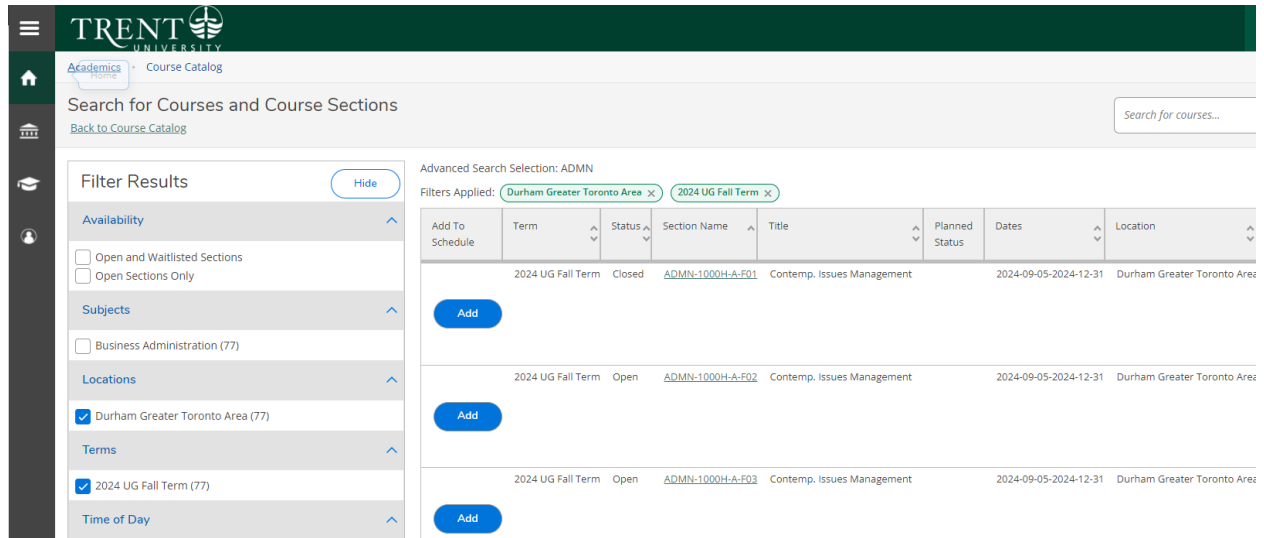 TRENT
UNIVERSITY
Academics · Course Catalog
Home
Search for Courses and Course Sections
Back to Course Catalog
Search for courses...
Filter Results
Hide
Availability
Open and Waitlisted Sections
Open Sections Only
Subjects
Business Administration (77)
Locations
Durham Greater Toronto Area (77)
Terms
2024 UG Fall Term (77)
Time of Day
Advanced Search Selection: ADMN
Filters Applied: Durham Greater Toronto Area × 2024 UG Fall Term ×
Add To Schedule Term Status Section Name Title Planned Status Dates Location
2024 UG Fall Term Closed ADMN-1000H-A-F01 Contemp. Issues Management 2024-09-05-2024-12-31 Durham Greater Toronto Area
Add
2024 UG Fall Term Open ADMN-1000H-A-F02 Contemp. Issues Management 2024-09-05-2024-12-31 Durham Greater Toronto Area
Add
2024 UG Fall Term Open ADMN-1000H-A-F03 Contemp. Issues Management 2024-09-05-2024-12-31 Durham Greater Toronto Area
Add